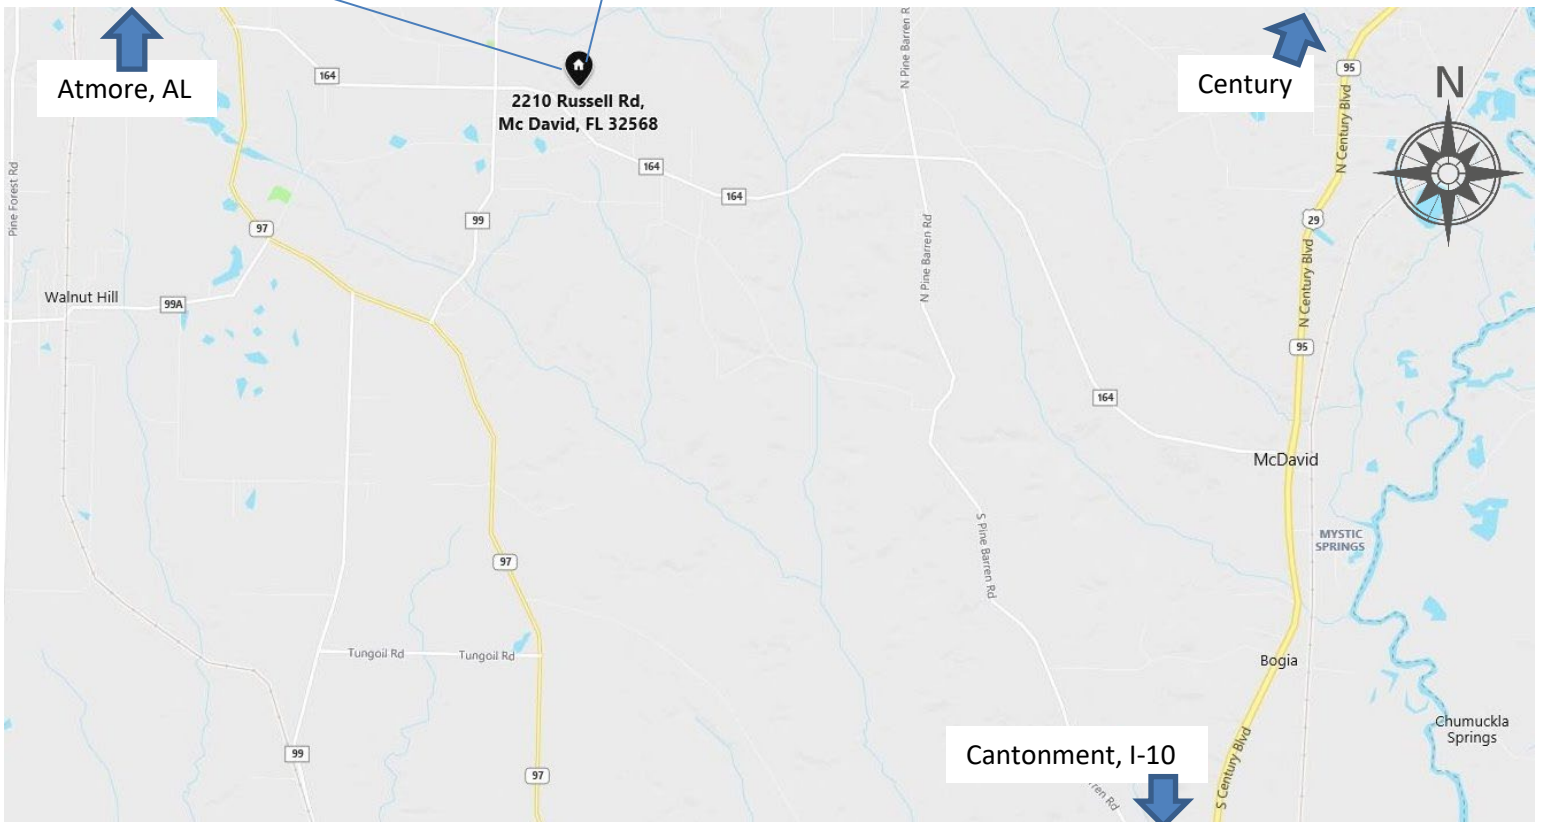 Atmore, AL
164
2210 Russell Rd,
Mc David, FL 32568
N Pine Barren R
Century
95
N
N Century Blvd
Pine Forest Rd
164
164
97
99
29
N Pine Barren Rd
N Century Blvd
Walnut Hill
99A
95
164
McDavid
S Pine Barren Rd
MYSTIC
SPRINGS
97
Tungoil Rd
Tungoil Rd
Bogia
Chumuckla
Springs
99
97
Cantonment, I-10
S Century Blvd
ren Rd